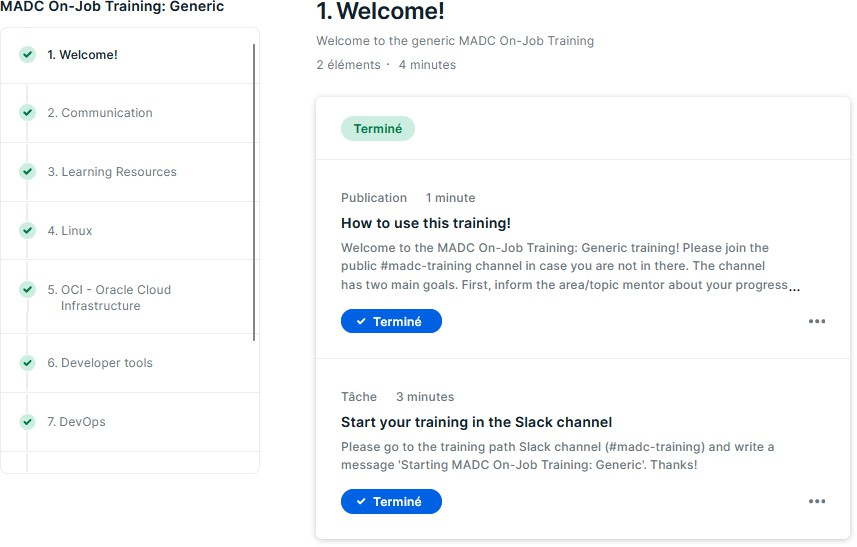 MADC On-Job Training: Generic
1. Welcome!
2. Communication
3. Learning Resources
4. Linux
5. OCI - Oracle Cloud
Infrastructure
6. Developer tools
7. DevOps
1. Welcome!
Welcome to the generic MADC On-Job Training
2 éléments · 4 minutes
Terminé
Publication 1 minute
How to use this training!
Welcome to the MADC On-Job Training: Generic training! Please join the
public #madc-training channel in case you are not in there. The channel
has two main goals. First, inform the area/topic mentor about your progress...
Terminé
Tâche 3 minutes
Start your training in the Slack channel
Please go to the training path Slack channel (#madc-training) and write a
message 'Starting MADC On-Job Training: Generic'. Thanks!
Terminé